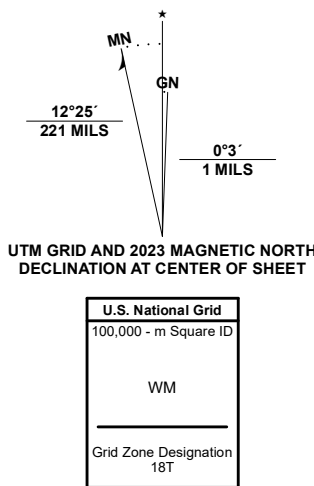 ★
MN
GN
12°25´
221 MILS
0°3´
1 MILS
UTM GRID AND 2023 MAGNETIC NORTH
DECLINATION AT CENTER OF SHEET
U.S. National Grid
100,000 - m Square ID
WM
Grid Zone Designation
18T